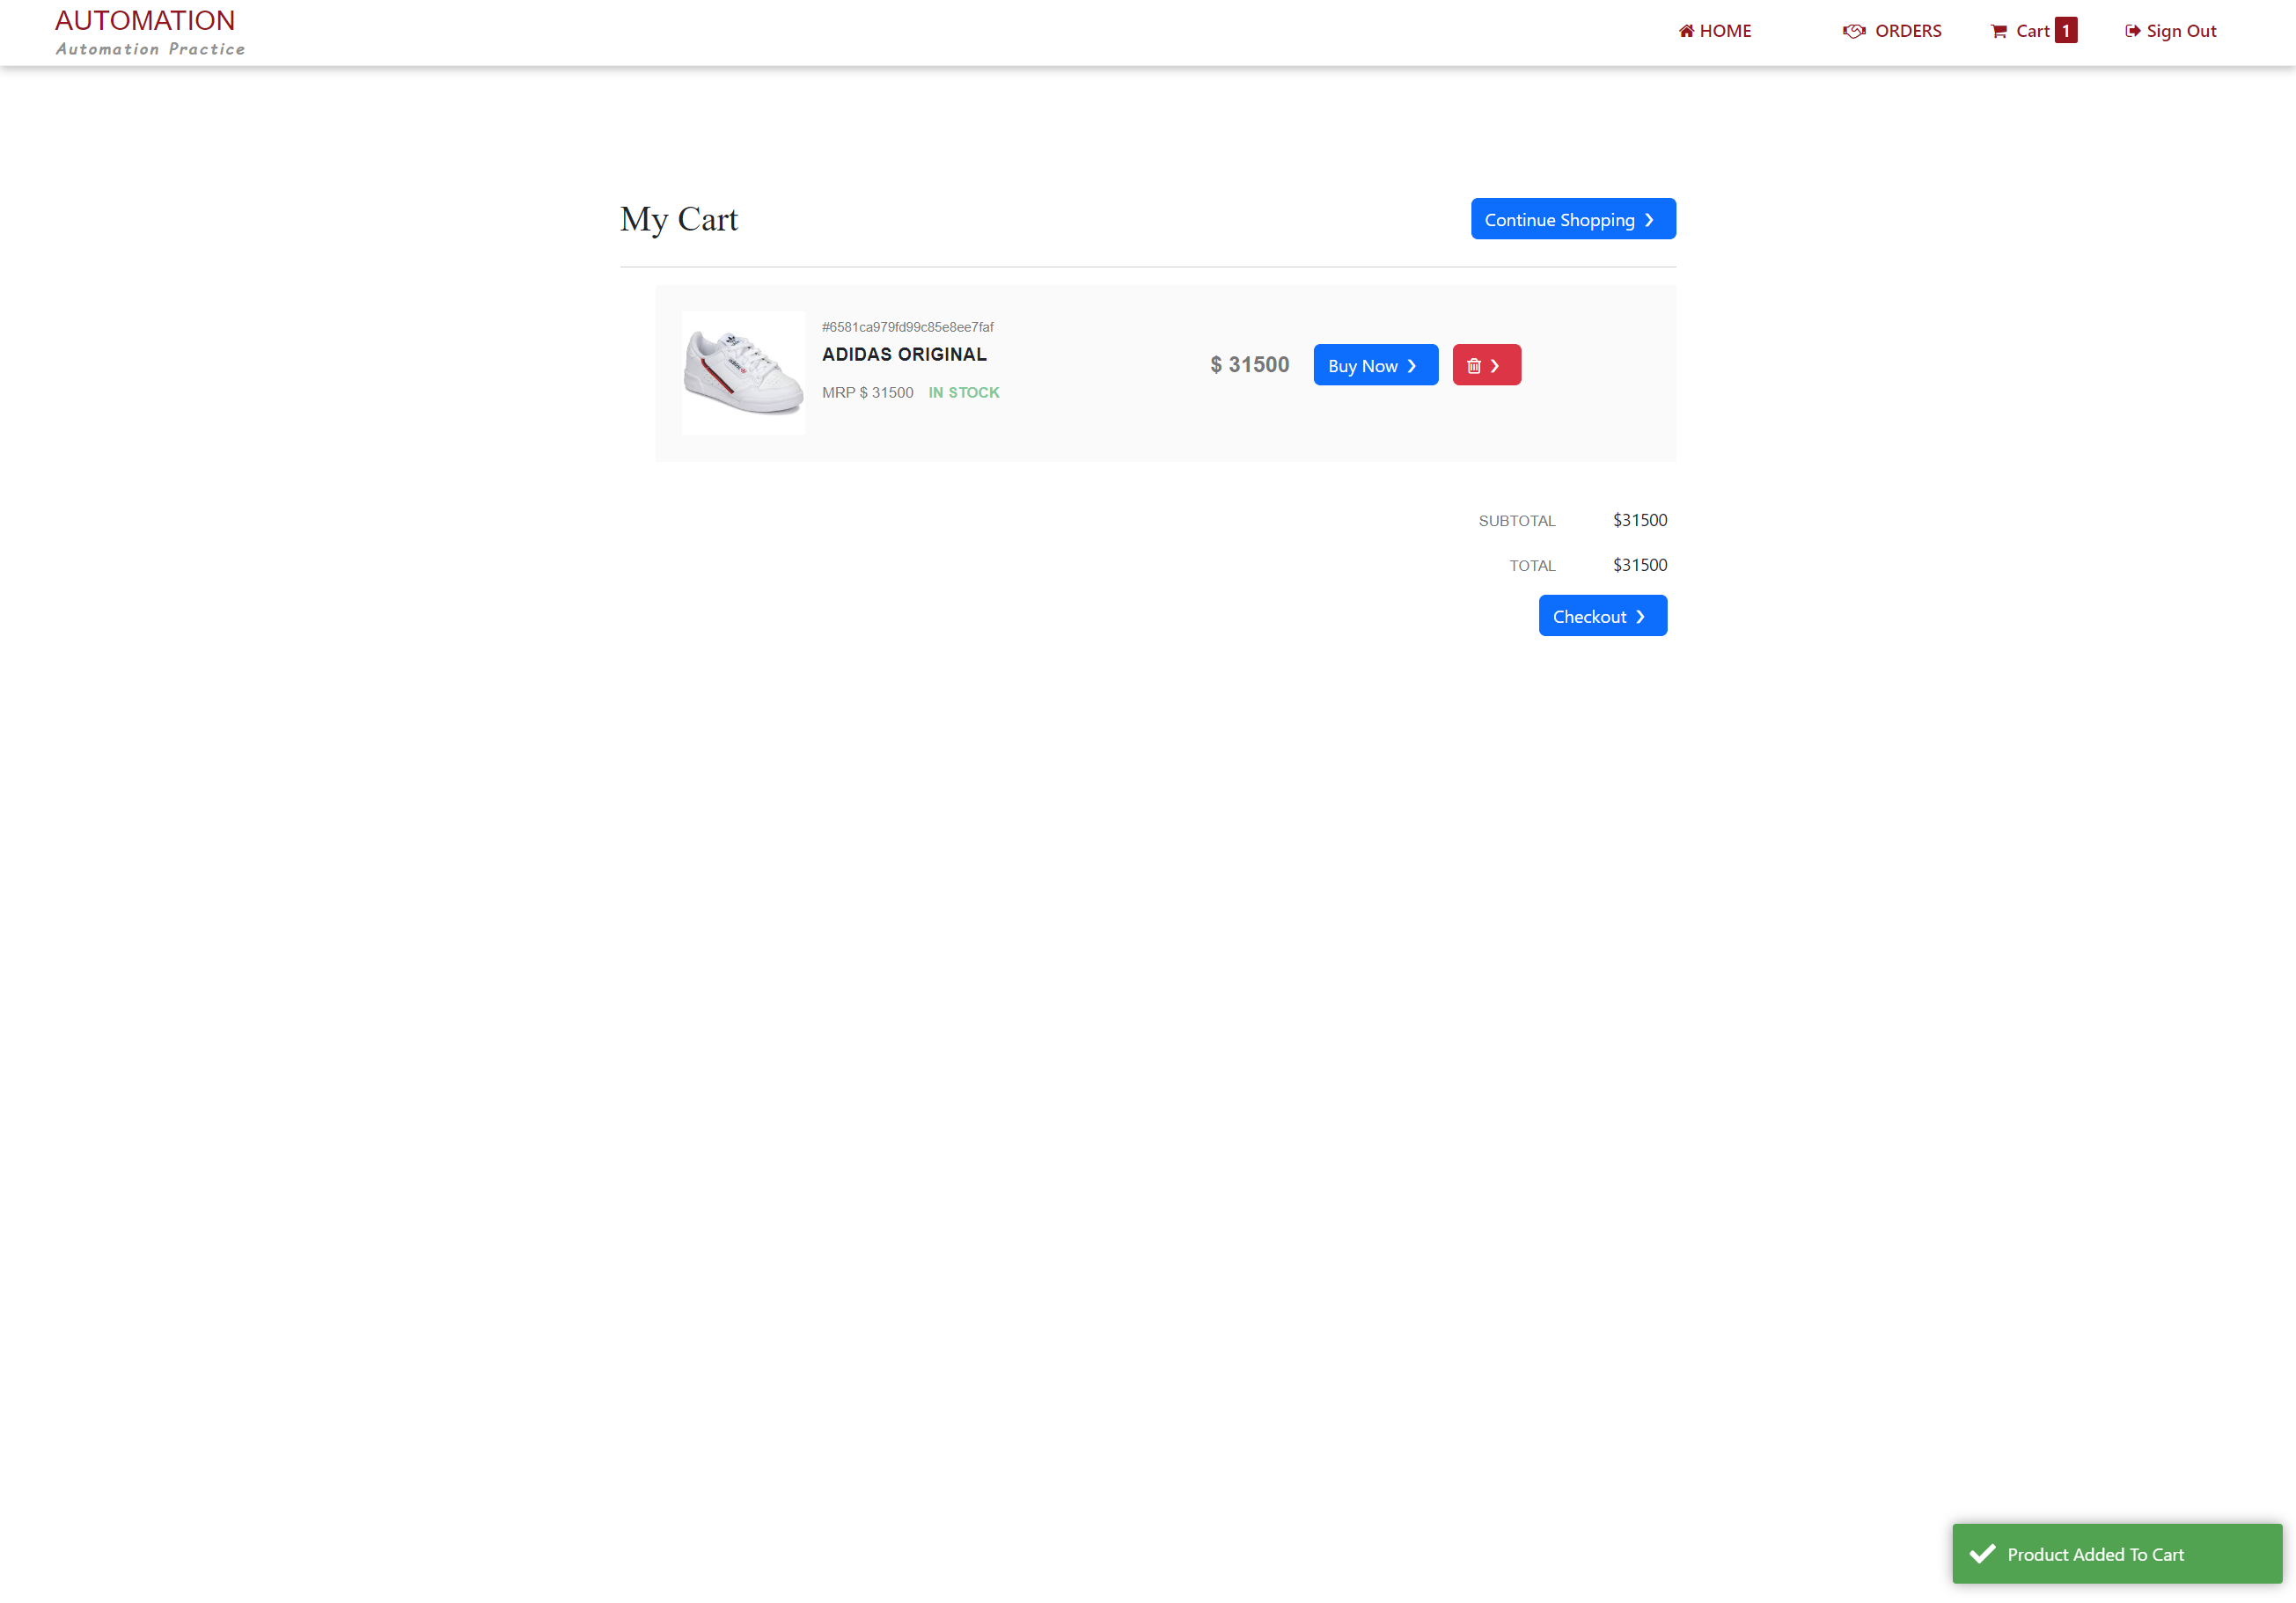 AUTOMATION
Automation Practice
HOME
ORDERS
Cart 1
Sign Out
My Cart
Continue Shopping ❯
#6581ca979fd99c85e8ee7faf
ADIDAS ORIGINAL
MRP $ 31500 IN STOCK
$ 31500
Buy Now ❯
❯
SUBTOTAL $31500
TOTAL $31500
Checkout ❯
Product Added To Cart